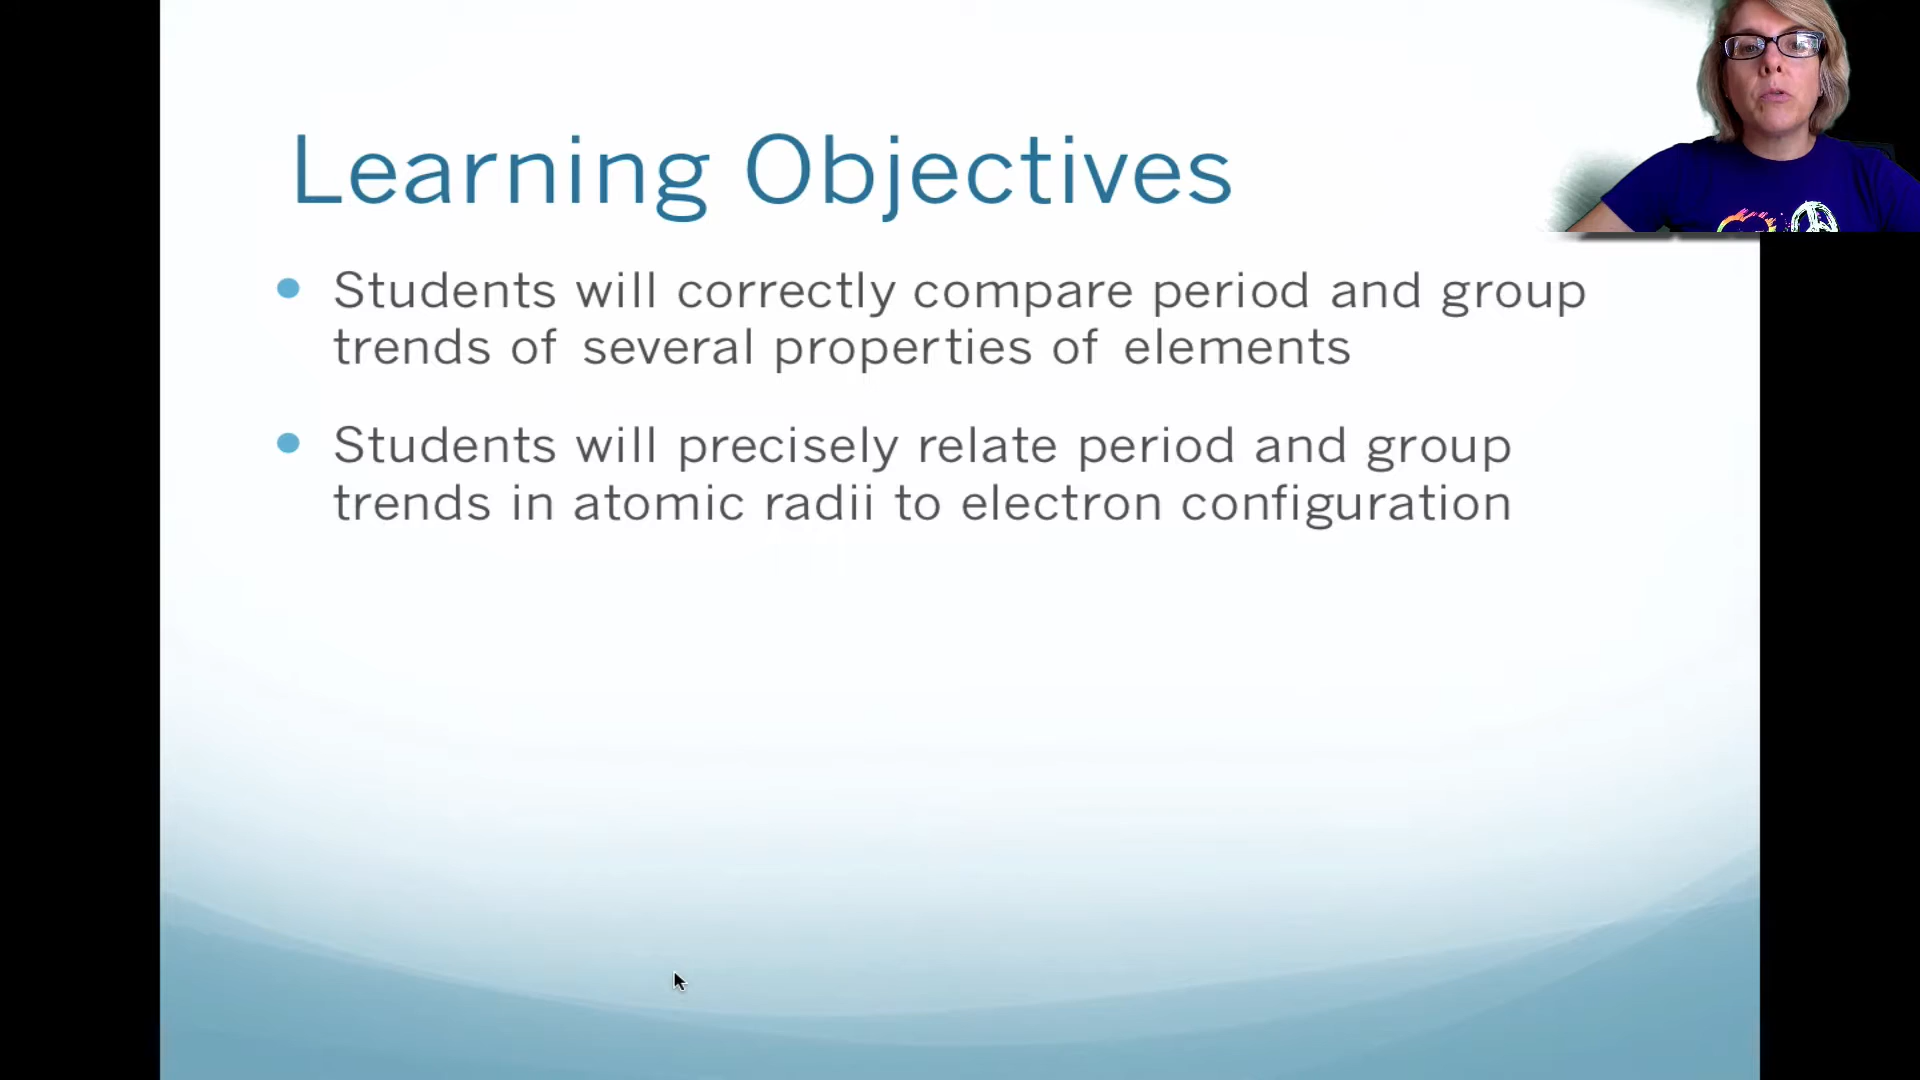 Learning Objectives
Students will correctly compare period and group
trends of several properties of elements
Students will precisely relate period and group
trends in atomic radii to electron configuration